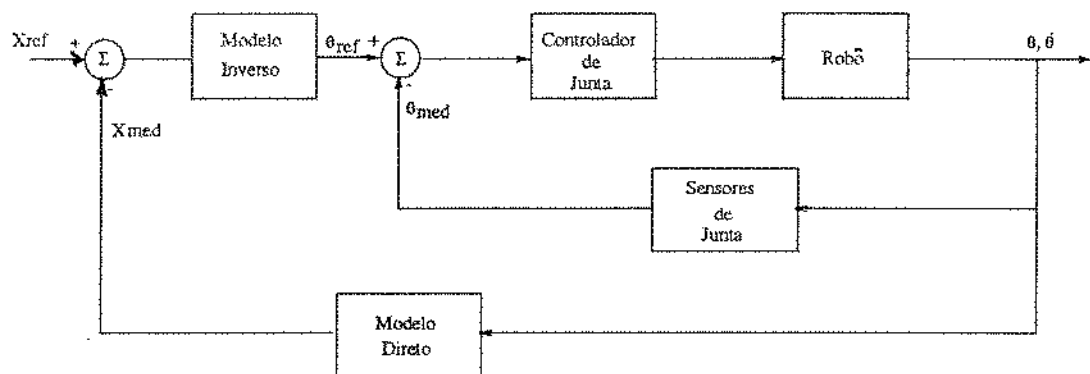 Xref
+
Σ
-
Xmed
Modelo
Inverso
θref
+
Σ
-
θmed
Controlador
de
Junta
Robô
θ, θ̇
Sensores
de
Junta
Modelo
Direto